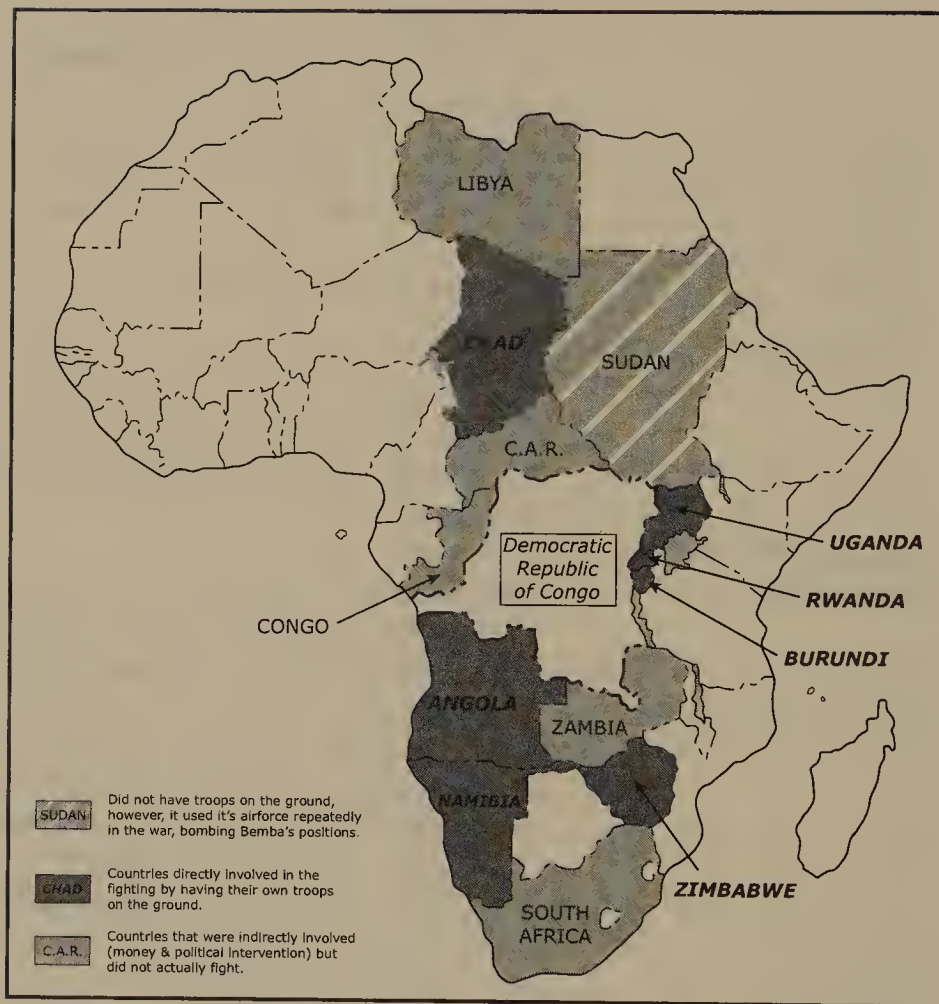 LIBYA
CHAD
SUDAN
C.A.R.
Democratic
Republic
of Congo
UGANDA
RWANDA
CONGO
BURUNDI
ANGOLA
ZAMBIA
NAMIBIA
ZIMBABWE
SOUTH
AFRICA
SUDAN
Did not have troops on the ground,
however, it used it's airforce repeatedly
in the war, bombing Bemba's positions.
CHAD
Countries directly involved in the
fighting by having their own troops
on the ground.
C.A.R.
Countries that were indirectly involved
(money & political intervention) but
did not actually fight.